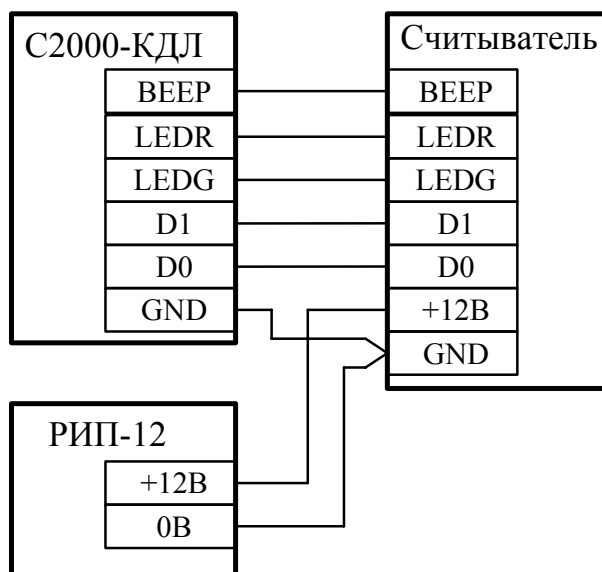 С2000-КДЛ
BEEP
LEDR
LEDG
D1
D0
GND
Считыватель
BEEP
LEDR
LEDG
D1
D0
+12В
GND
РИП-12
+12В
0В